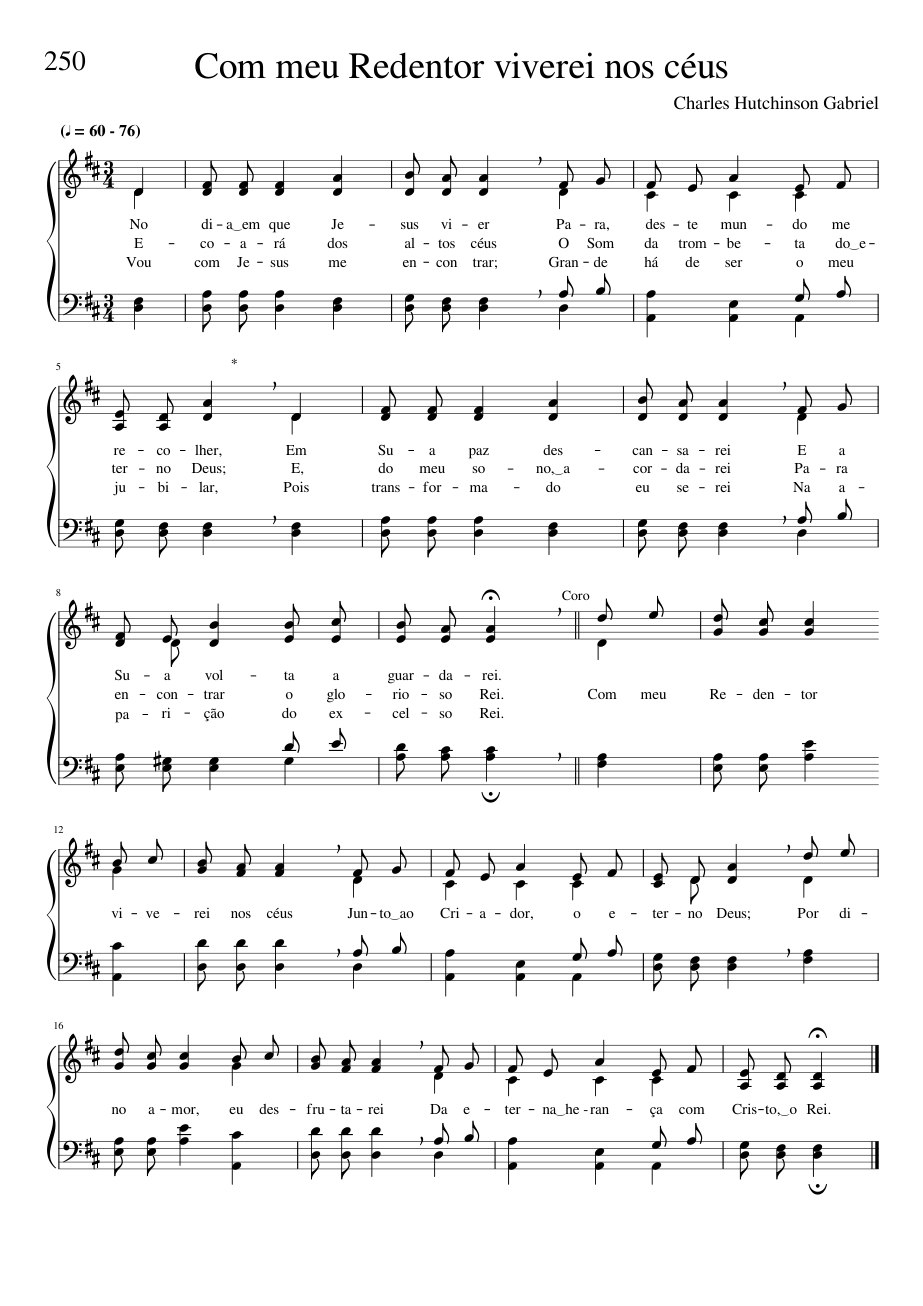 250
Com meu Redentor viverei nos céus
Charles Hutchinson Gabriel
(♩ = 60 - 76)
No di - a‿em que Je - sus vi - er Pa - ra, des - te mun - do me
E - co - a - rá dos al - tos céus O Som da trom - be - ta do‿e -
Vou com Je - sus me en - con trar; Gran - de há de ser o meu
5
*
re - co - lher, Em Su - a paz des - can - sa - rei E a
ter - no Deus; E, do meu so - no,‿a - cor - da - rei Pa - ra
ju - bi - lar, Pois trans - for - ma - do eu se - rei Na a -
8
Coro
Su - a vol - ta a guar - da - rei.
en - con - trar o glo - rio - so Rei. Com meu Re - den - tor
pa - ri - ção do ex - cel - so Rei.
12
vi - ve - rei nos céus Jun - to‿ao Cri - a - dor, o e - ter - no Deus; Por di -
16
no a - mor, eu des - fru - ta - rei Da e - ter - na‿he - ran - ça com Cris - to,‿o Rei.